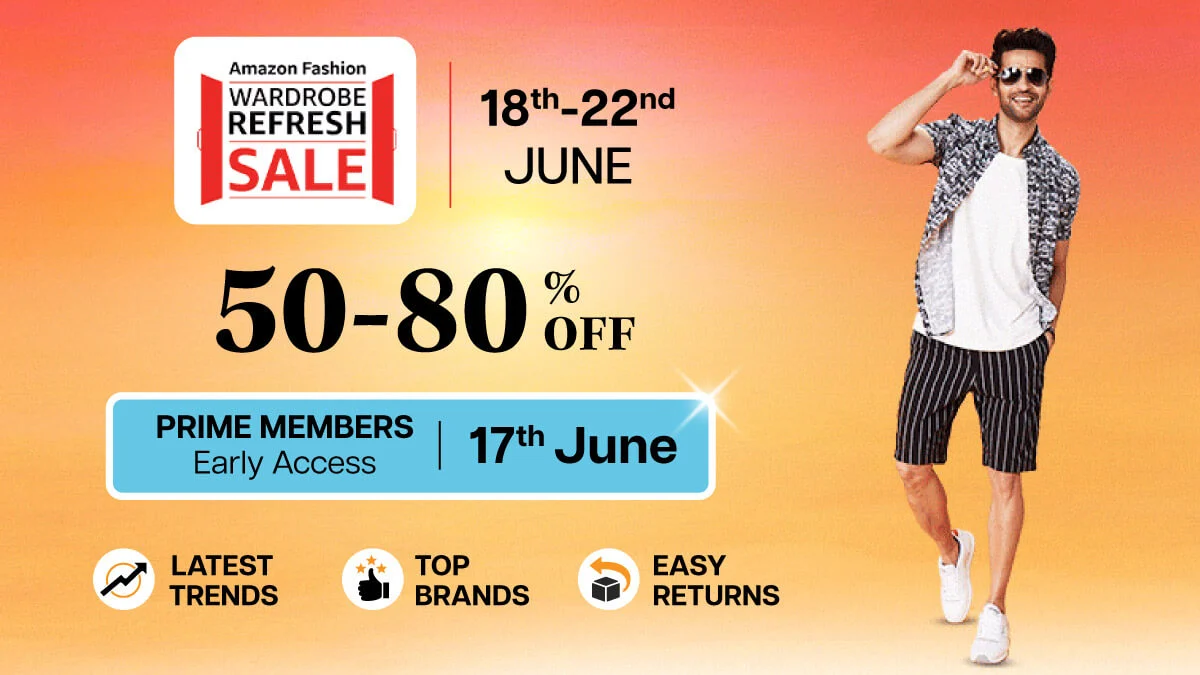 Amazon Fashion
WARDROBE
REFRESH
SALE
18th-22nd
JUNE
50-80%
OFF
PRIME MEMBERS
Early Access
17th June
LATEST
TRENDS
TOP
BRANDS
EASY
RETURNS